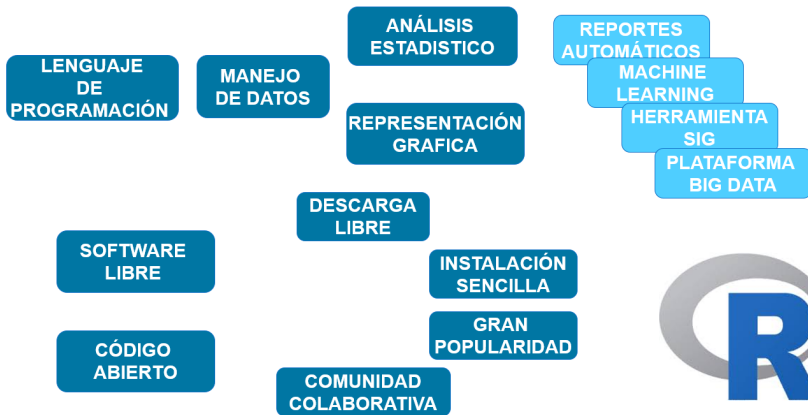 LENGUAJE
DE
PROGRAMACIÓN
MANEJO
DE DATOS
ANÁLISIS
ESTADISTICO
REPRESENTACIÓN
GRAFICA
REPORTES
AUTOMÁTICOS
MACHINE
LEARNING
HERRAMIENTA
SIG
PLATAFORMA
BIG DATA
DESCARGA
LIBRE
SOFTWARE
LIBRE
INSTALACIÓN
SENCILLA
CÓDIGO
ABIERTO
GRAN
POPULARIDAD
COMUNIDAD
COLABORATIVA
R